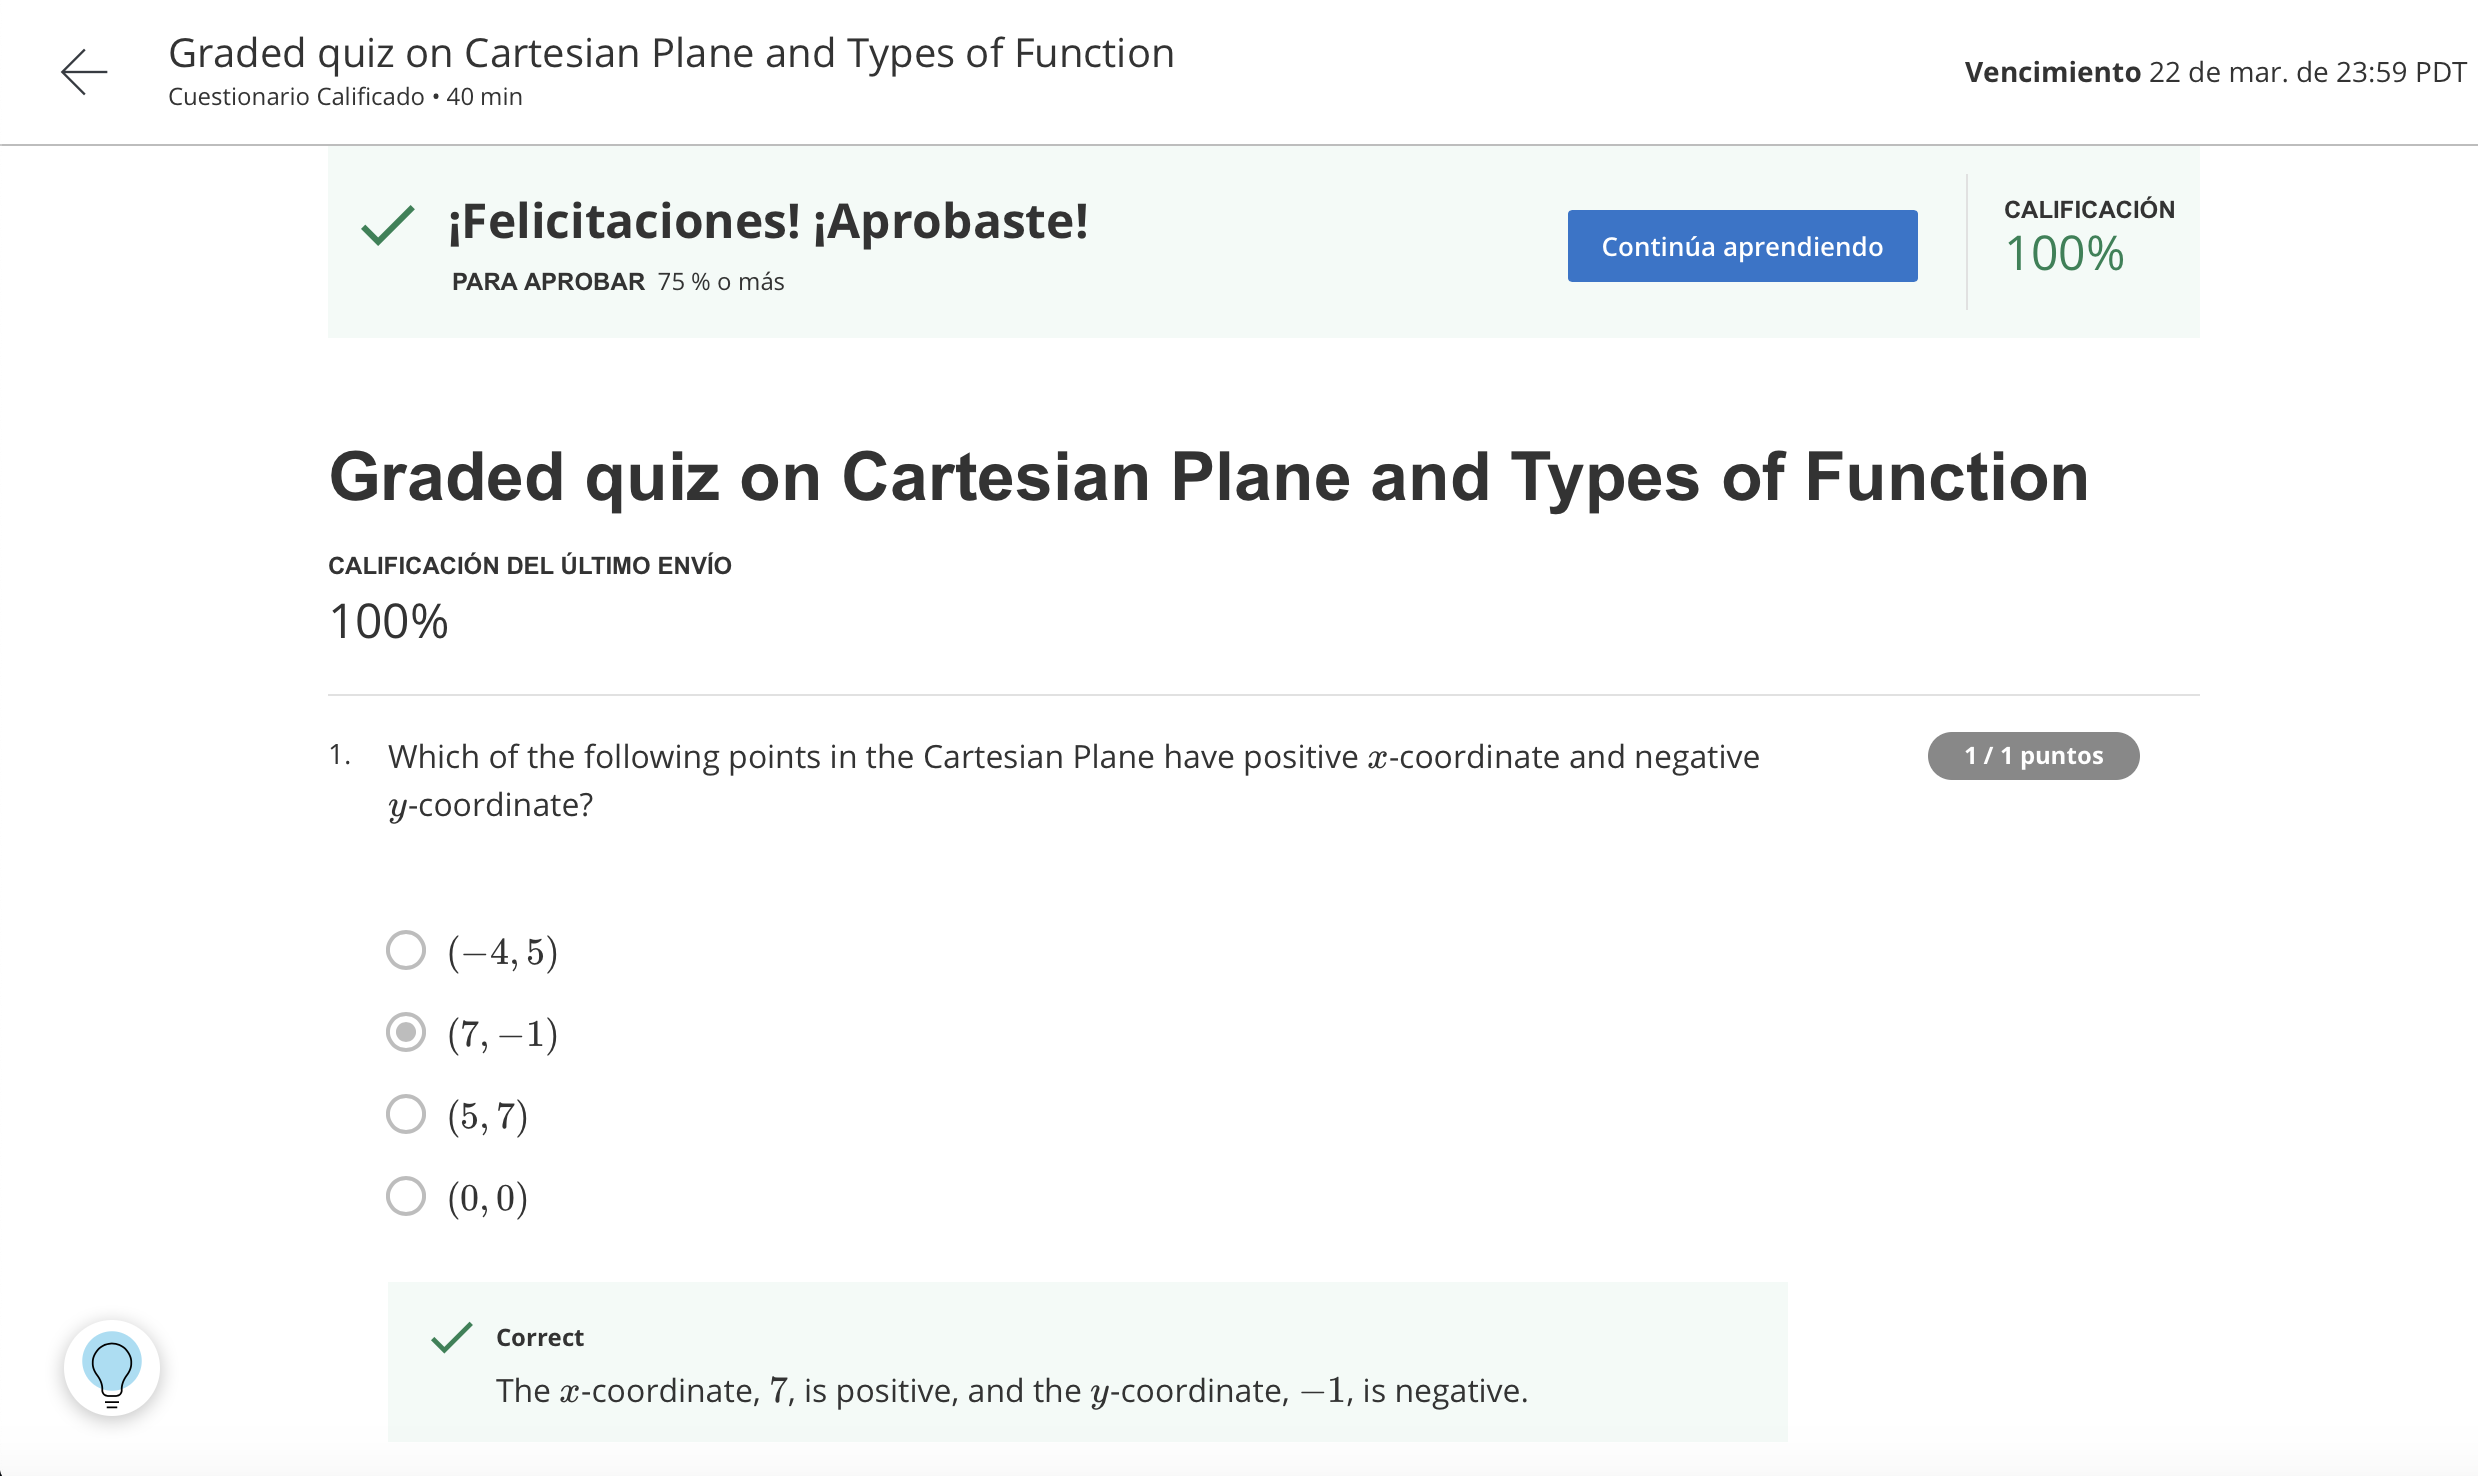 Graded quiz on Cartesian Plane and Types of Function
Cuestionario Calificado • 40 min
Vencimiento 22 de mar. de 23:59 PDT
¡Felicitaciones! ¡Aprobaste!
PARA APROBAR 75 % o más
Continúa aprendiendo
CALIFICACIÓN
100%
Graded quiz on Cartesian Plane and Types of Function
CALIFICACIÓN DEL ÚLTIMO ENVÍO
100%
1. Which of the following points in the Cartesian Plane have positive x-coordinate and negative
y-coordinate?
1 / 1 puntos
(−4, 5)
(7, −1)
(5, 7)
(0, 0)
Correct
The x-coordinate, 7, is positive, and the y-coordinate, −1, is negative.